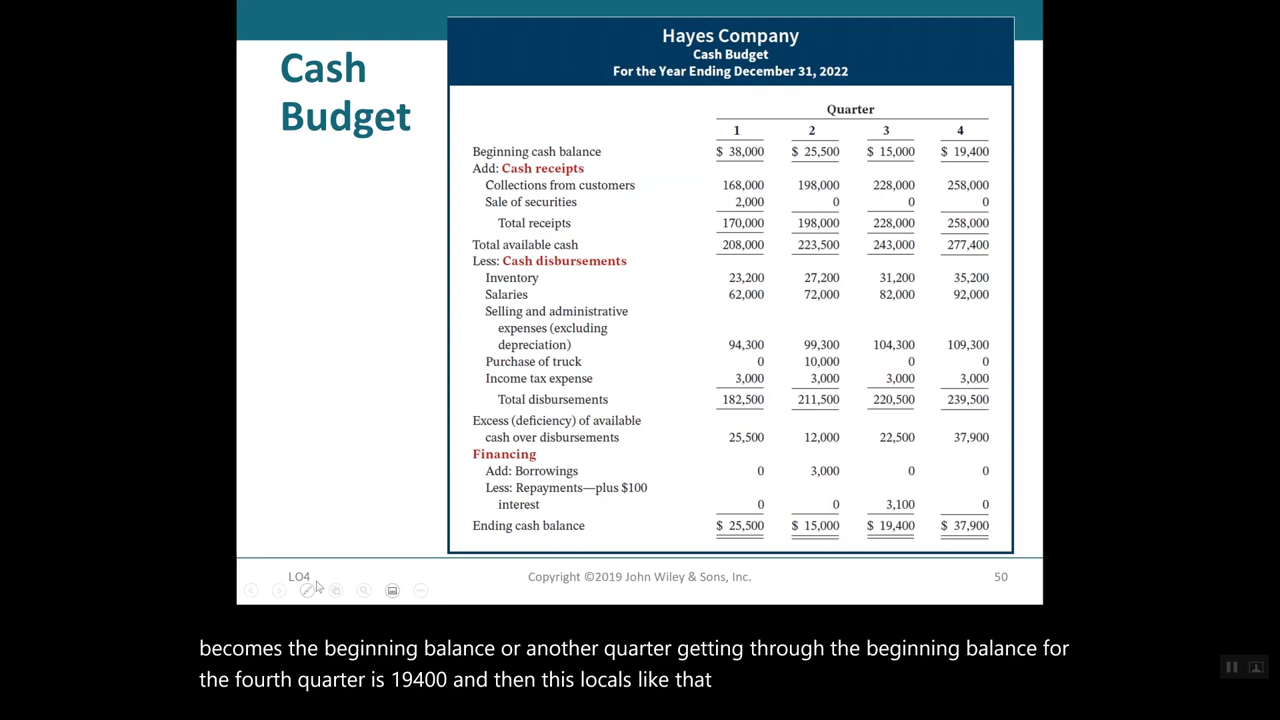 Cash
Budget
Hayes Company
Cash Budget
For the Year Ending December 31, 2022
Quarter
1 2 3 4
Beginning cash balance $ 38,000 $ 25,500 $ 15,000 $ 19,400
Add: Cash receipts
Collections from customers 168,000 198,000 228,000 258,000
Sale of securities 2,000 0 0 0
Total receipts 170,000 198,000 228,000 258,000
Total available cash 208,000 223,500 243,000 277,400
Less: Cash disbursements
Inventory 23,200 27,200 31,200 35,200
Salaries 62,000 72,000 82,000 92,000
Selling and administrative
expenses (excluding
depreciation) 94,300 99,300 104,300 109,300
Purchase of truck 0 10,000 0 0
Income tax expense 3,000 3,000 3,000 3,000
Total disbursements 182,500 211,500 220,500 239,500
Excess (deficiency) of available
cash over disbursements 25,500 12,000 22,500 37,900
Financing
Add: Borrowings 0 3,000 0 0
Less: Repayments—plus $100
interest 0 0 3,100 0
Ending cash balance $ 25,500 $ 15,000 $ 19,400 $ 37,900
LO4 Copyright ©2019 John Wiley & Sons, Inc. 50
becomes the beginning balance or another quarter getting through the beginning balance for
the fourth quarter is 19400 and then this locals like that